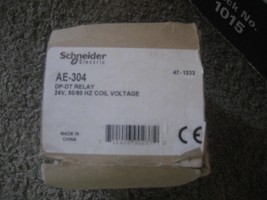 1015
Schneider
Electric
AE-304
47-1333
DP-DT RELAY
24V, 50/60 HZ COIL VOLTAGE
MADE IN
CHINA
CE